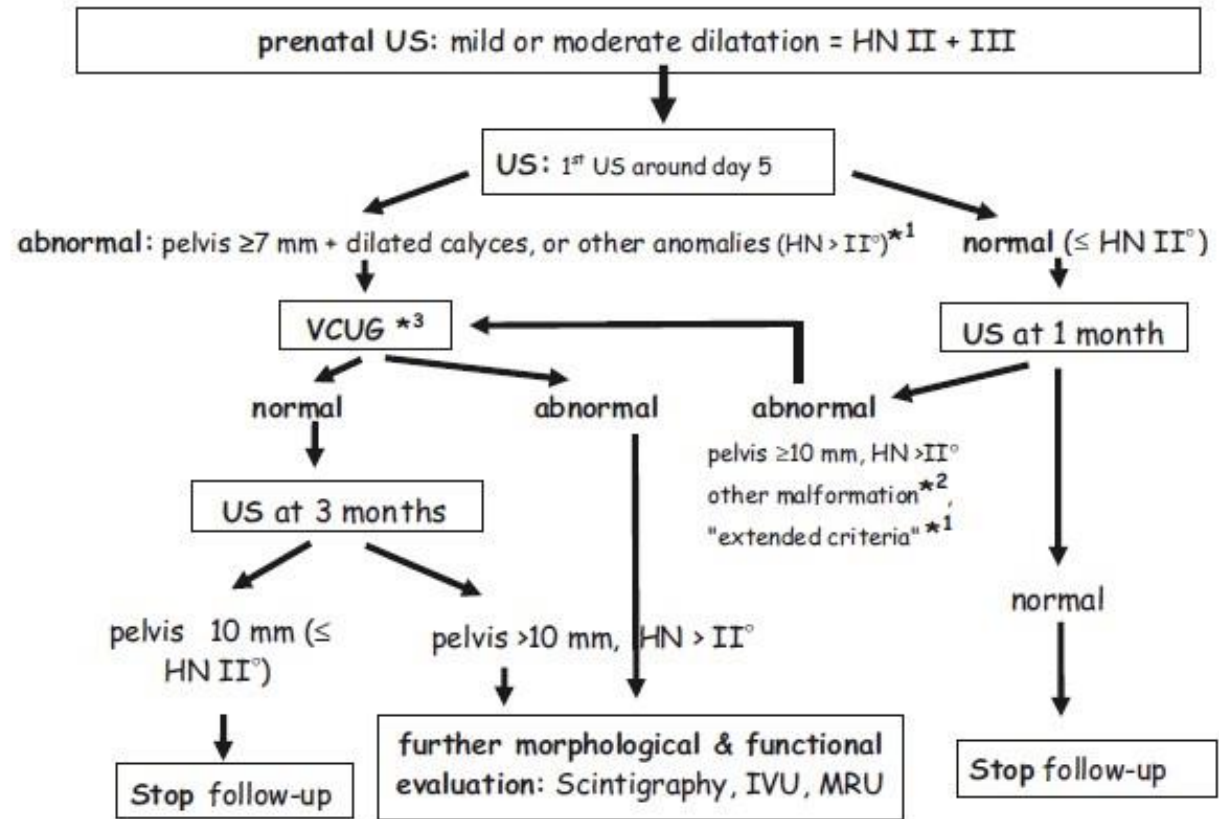 prenatal US: mild or moderate dilatation = HN II + III
US: 1st US around day 5
abnormal: pelvis ≥7 mm + dilated calyces, or other anomalies (HN > II°)*1
normal (≤ HN II°)
VCUG *3
US at 1 month
normal
abnormal
abnormal
pelvis ≥10 mm, HN >II°
other malformation*2,
"extended criteria" *1
US at 3 months
normal
pelvis 10 mm (≤
HN II°)
pelvis >10 mm, HN > II°
further morphological & functional
evaluation: Scintigraphy, IVU, MRU
Stop follow-up
Stop follow-up